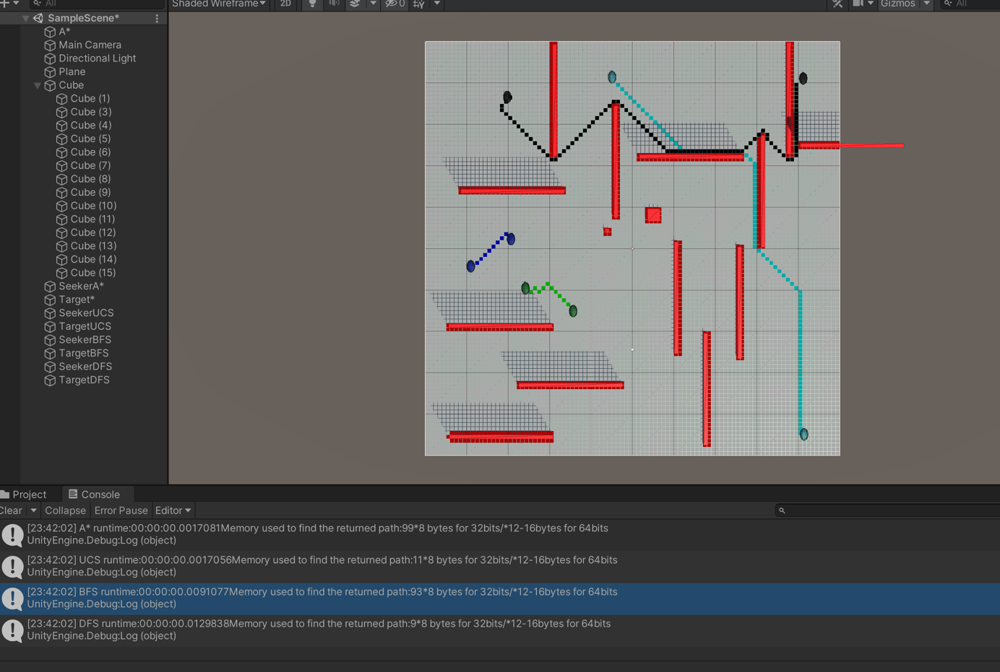 All
Shaded Wireframe
2D
0
Gizmos
All
SampleScene*
A*
Main Camera
Directional Light
Plane
Cube
Cube (1)
Cube (3)
Cube (4)
Cube (5)
Cube (6)
Cube (7)
Cube (8)
Cube (9)
Cube (10)
Cube (11)
Cube (12)
Cube (13)
Cube (14)
Cube (15)
SeekerA*
Target*
SeekerUCS
TargetUCS
SeekerBFS
TargetBFS
SeekerDFS
TargetDFS
Project Console
Clear Collapse Error Pause Editor
[23:42:02] A* runtime:00:00:00.0017081Memory used to find the returned path:99*8 bytes for 32bits/*12-16bytes for 64bits
UnityEngine.Debug:Log (object)
[23:42:02] UCS runtime:00:00:00.0017056Memory used to find the returned path:11*8 bytes for 32bits/*12-16bytes for 64bits
UnityEngine.Debug:Log (object)
[23:42:02] BFS runtime:00:00:00.0091077Memory used to find the returned path:93*8 bytes for 32bits/*12-16bytes for 64bits
UnityEngine.Debug:Log (object)
[23:42:02] DFS runtime:00:00:00.0129838Memory used to find the returned path:9*8 bytes for 32bits/*12-16bytes for 64bits
UnityEngine.Debug:Log (object)